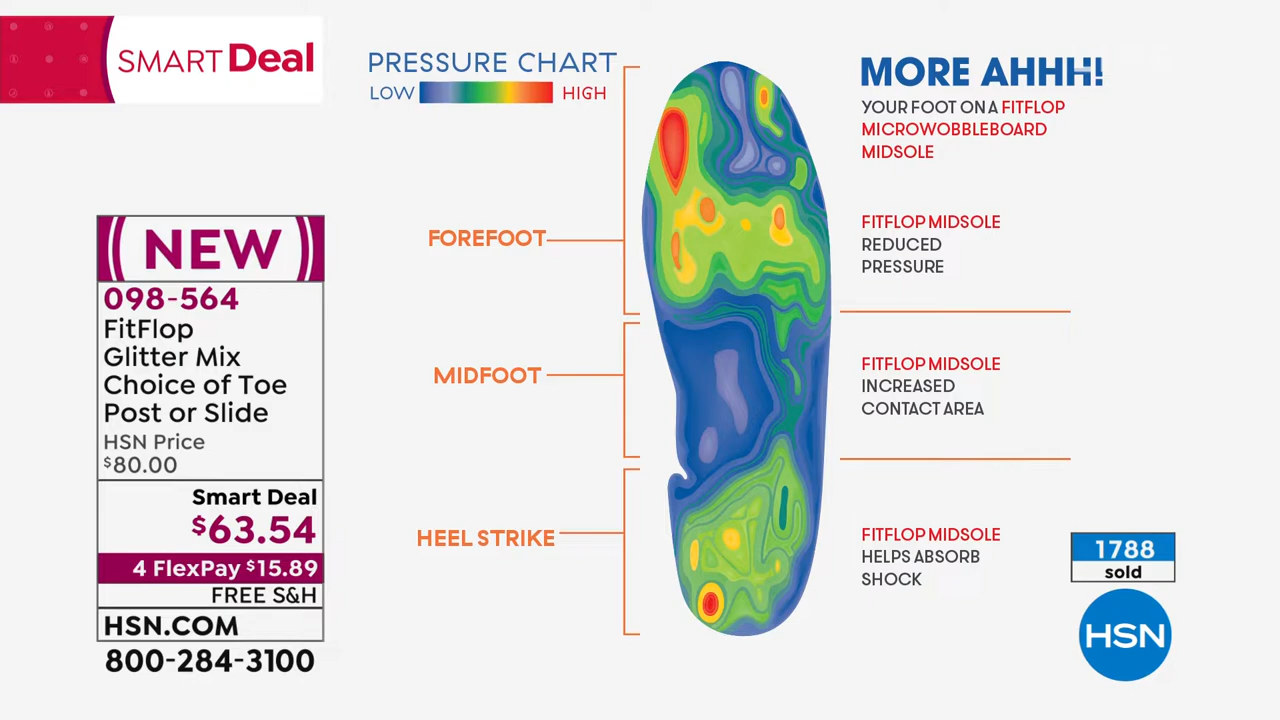 SMART Deal
PRESSURE CHART
LOW HIGH
MORE AHHH!
YOUR FOOT ON A FITFLOP
MICROWOBBLEBOARD
MIDSOLE
((NEW))
098-564
FitFlop
Glitter Mix
Choice of Toe
Post or Slide
HSN Price
$80.00
Smart Deal
$63.54
4 FlexPay $15.89
FREE S&H
HSN.COM
800-284-3100
FOREFOOT
MIDFOOT
HEEL STRIKE
FITFLOP MIDSOLE
REDUCED
PRESSURE
FITFLOP MIDSOLE
INCREASED
CONTACT AREA
FITFLOP MIDSOLE
HELPS ABSORB
SHOCK
1788
sold
HSN